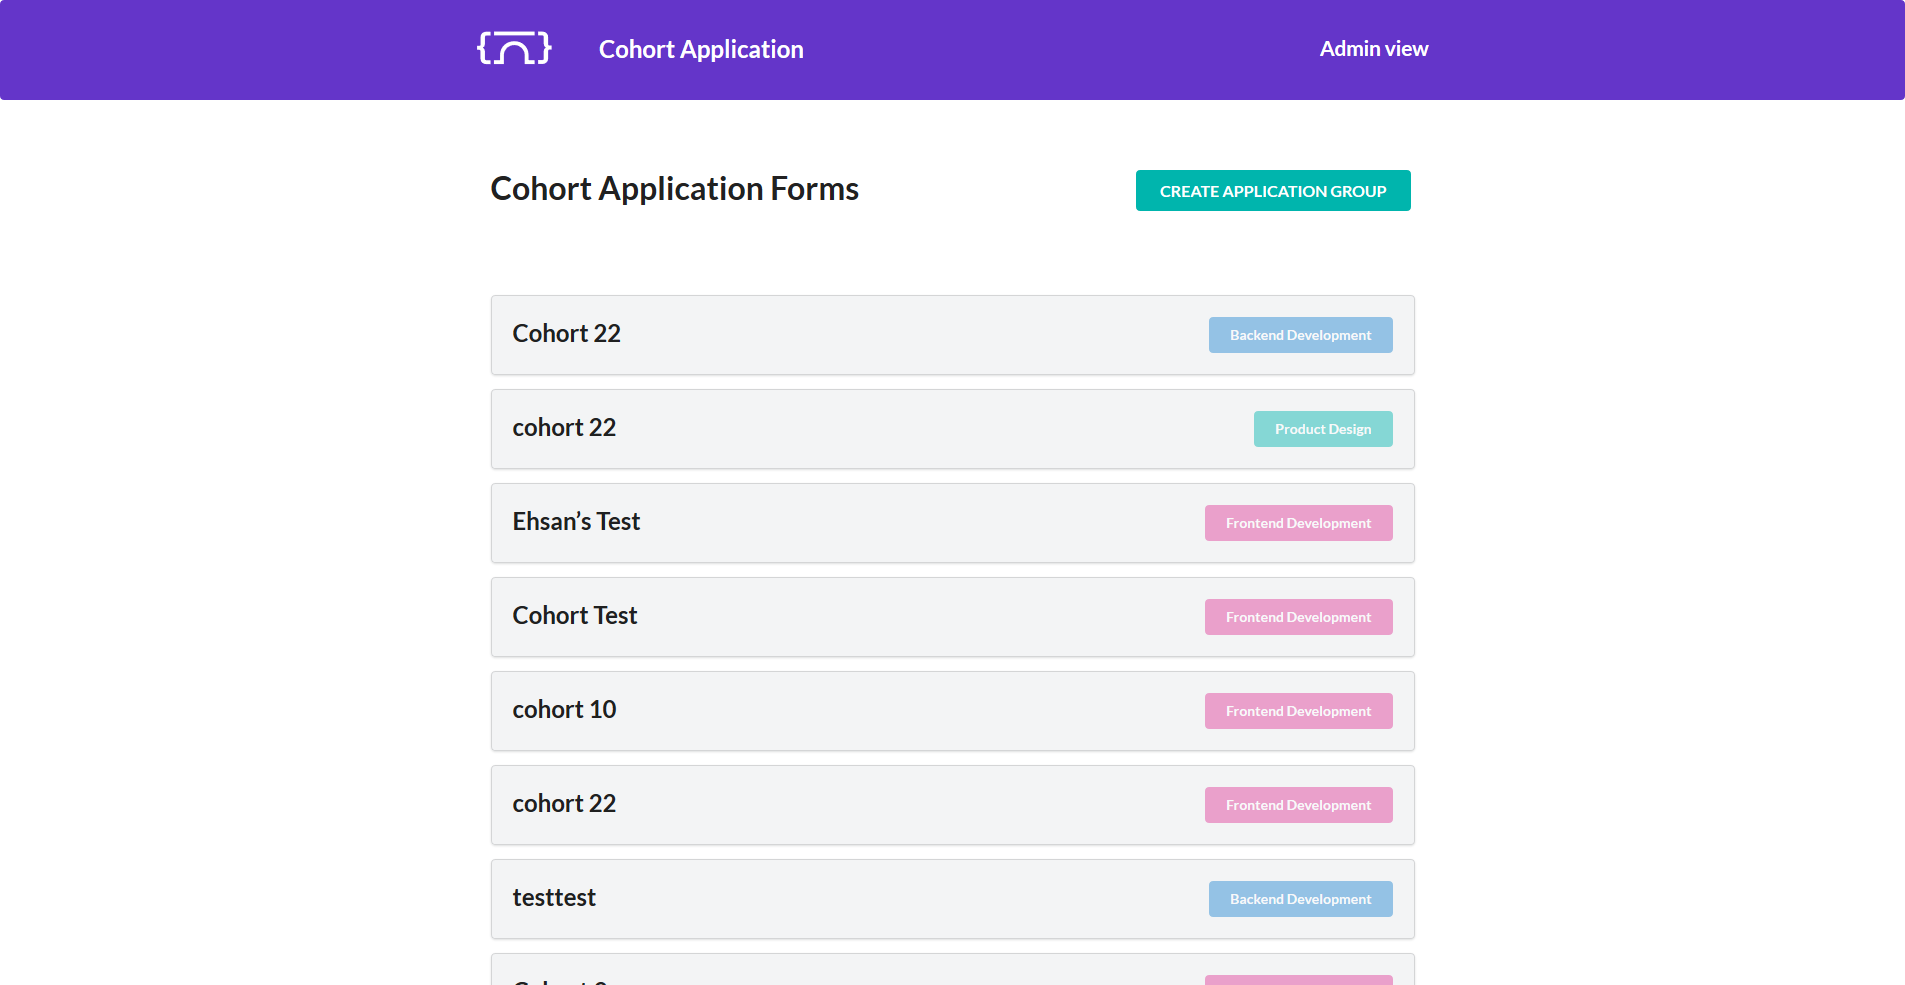 Cohort Application
Admin view
Cohort Application Forms
CREATE APPLICATION GROUP
Cohort 22
Backend Development
cohort 22
Product Design
Ehsan’s Test
Frontend Development
Cohort Test
Frontend Development
cohort 10
Frontend Development
cohort 22
Frontend Development
testtest
Backend Development